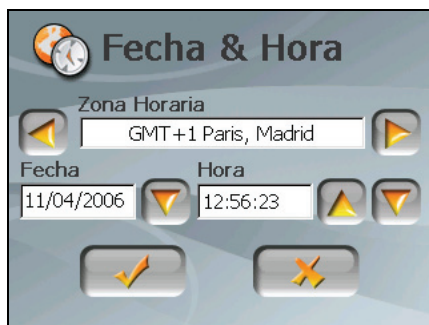 Fecha & Hora
Zona Horaria
GMT+1 Paris, Madrid
Fecha
Hora
11/04/2006
12:56:23